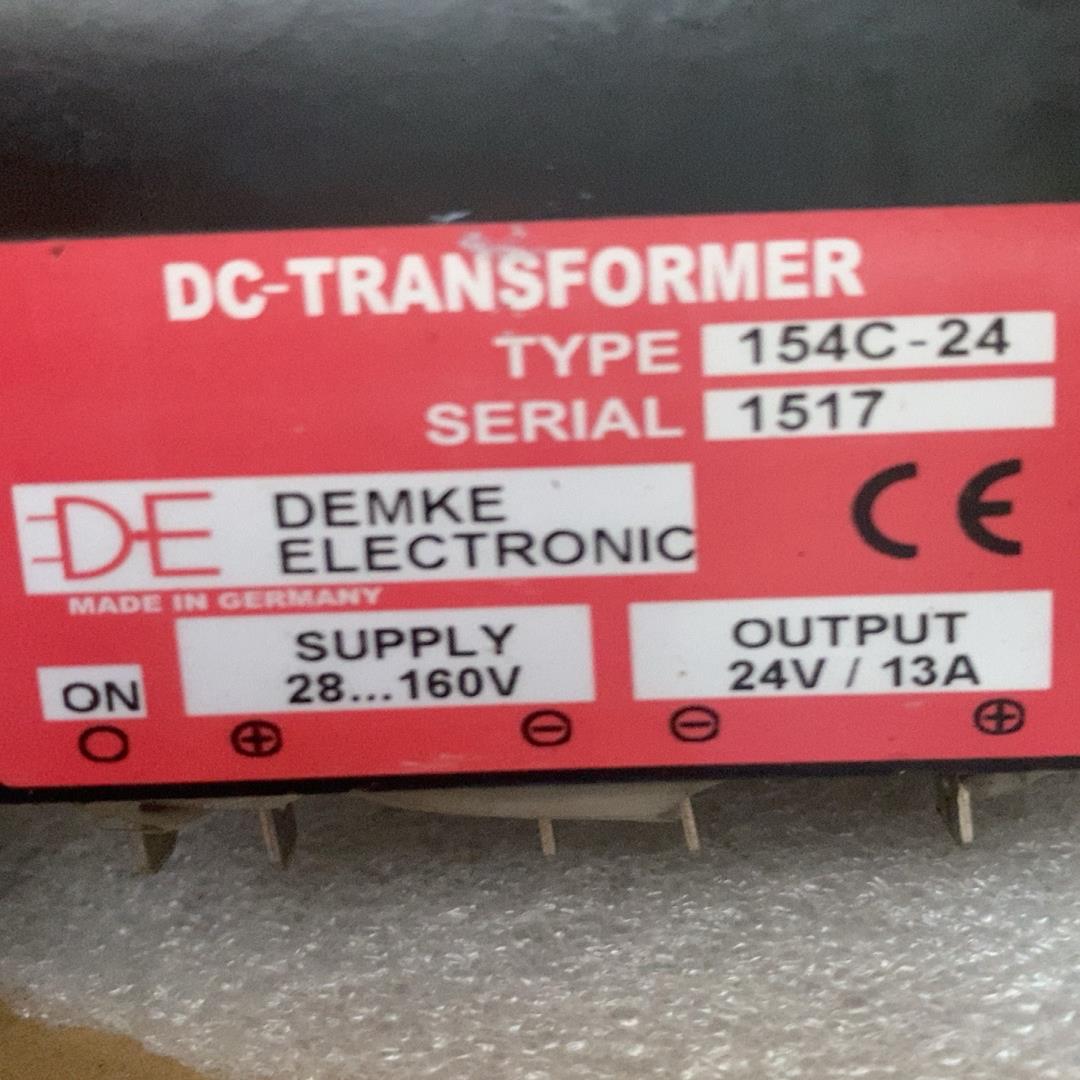 DC-TRANSFORMER
TYPE 154C-24
SERIAL 1517
DE DEMKE
ELECTRONIC
CE
MADE IN GERMANY
SUPPLY
28...160V
OUTPUT
24V / 13A
ON